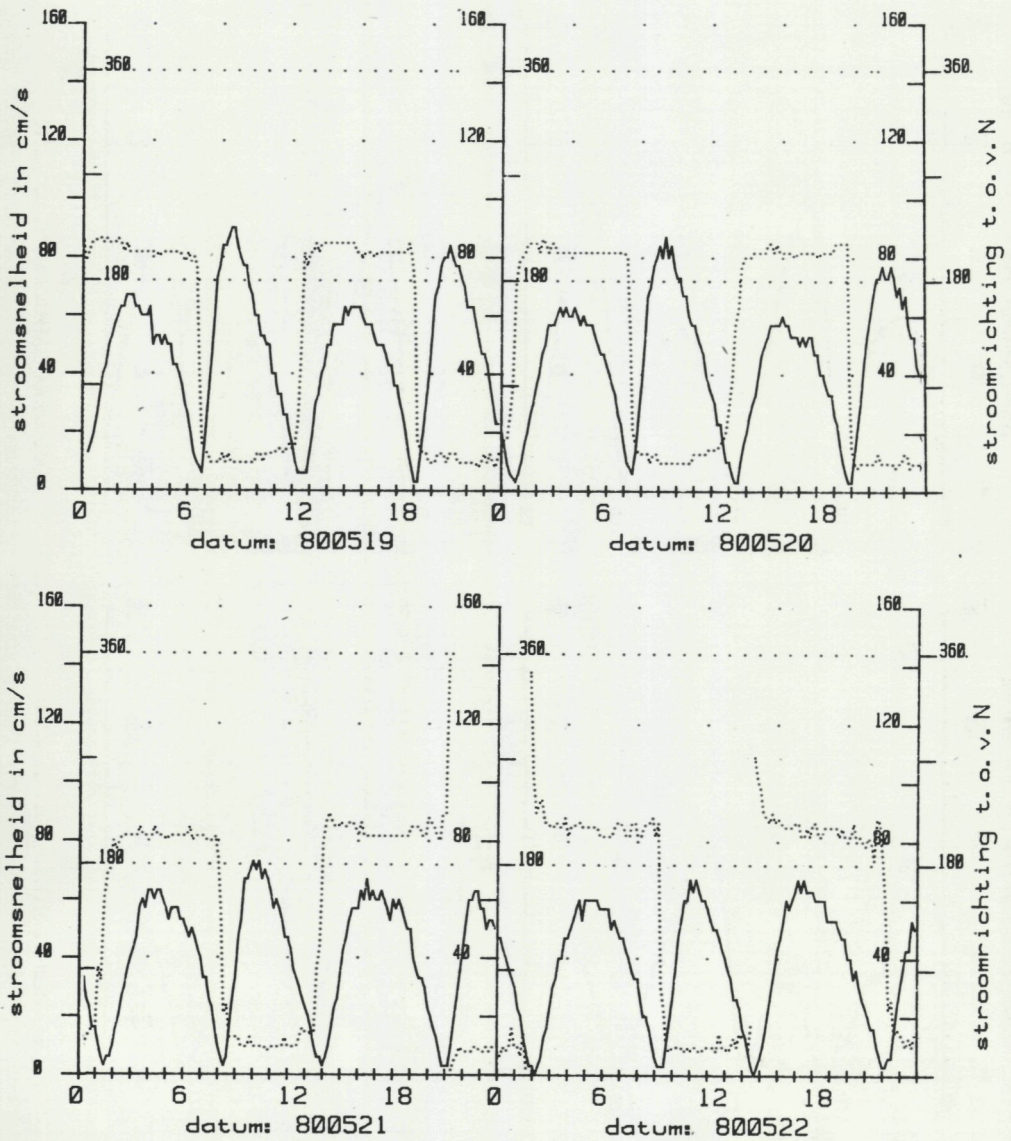 160 160 160
360. 360. 360.
120 120 120
80 80 80
180 180 180
40 40 40
0
0 6 12 18 0 6 12 18
datum: 800519 datum: 800520
stroomsnelheid in cm/s
stroomrichting t.o.v.N
160 160 160
360. 360. 360.
120 120 120
80 80 80
180 180 180
40 40 40
0
0 6 12 18 0 6 12 18
datum: 800521 datum: 800522
stroomsnelheid in cm/s
stroomrichting t.o.v.N